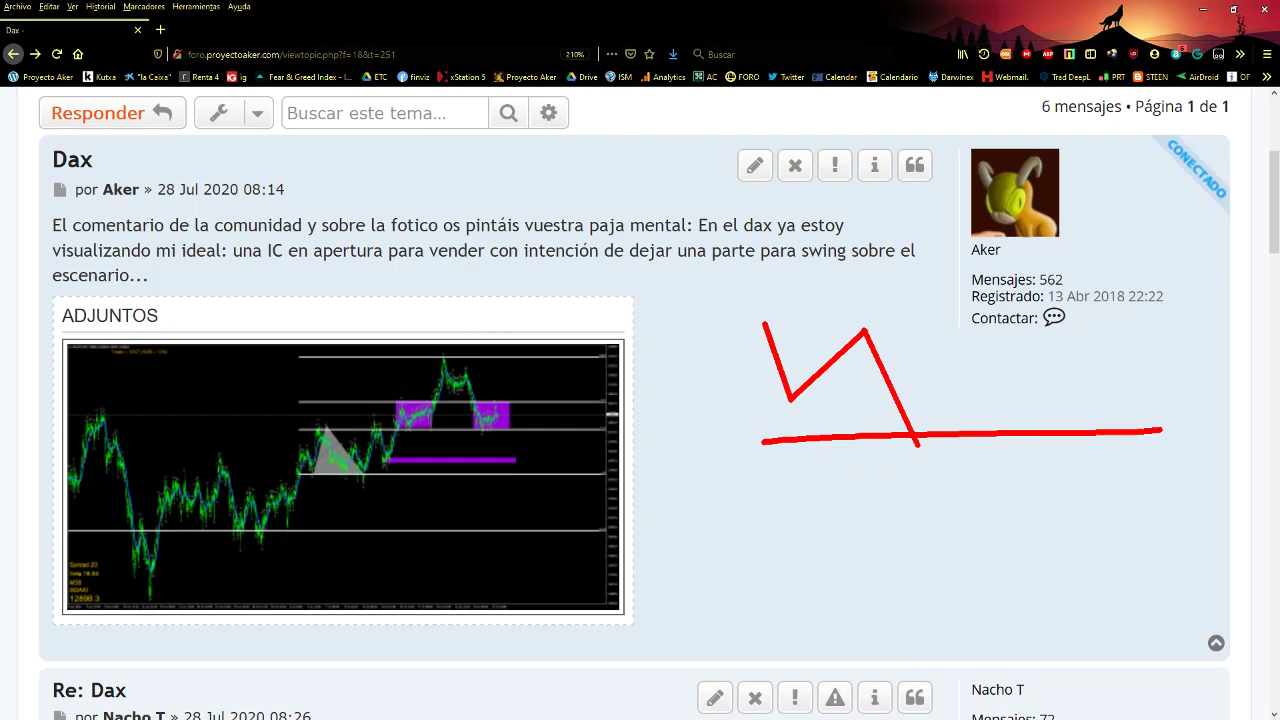 Archivo Editar Ver Historial Marcadores Herramientas Ayuda
Dax -
foro.proyectoaker.com/viewtopic.php?f=18&t=251
210%
Buscar
Proyecto Aker Kutxa "la Caixa" Renta 4 ig Fear & Greed Index - I... ETC finviz xStation 5 Proyecto Aker Drive ISM Analytics AC FORO Twitter Calendar Calendario Darwinex Webmail. Trad DeepL PRT STEEN AirDroid OF
Responder
Buscar este tema...
6 mensajes • Página 1 de 1
Dax
por Aker » 28 Jul 2020 08:14
El comentario de la comunidad y sobre la fotico os pintáis vuestra paja mental: En el dax ya estoy
visualizando mi ideal: una IC en apertura para vender con intención de dejar una parte para swing sobre el
escenario...
ADJUNTOS
Spread 20
M30
12898.3
CONECTADO
Aker
Mensajes: 562
Registrado: 13 Abr 2018 22:22
Contactar:
Re: Dax
por Nacho T » 28 Jul 2020 08:26
Nacho T
Mensajes: 72